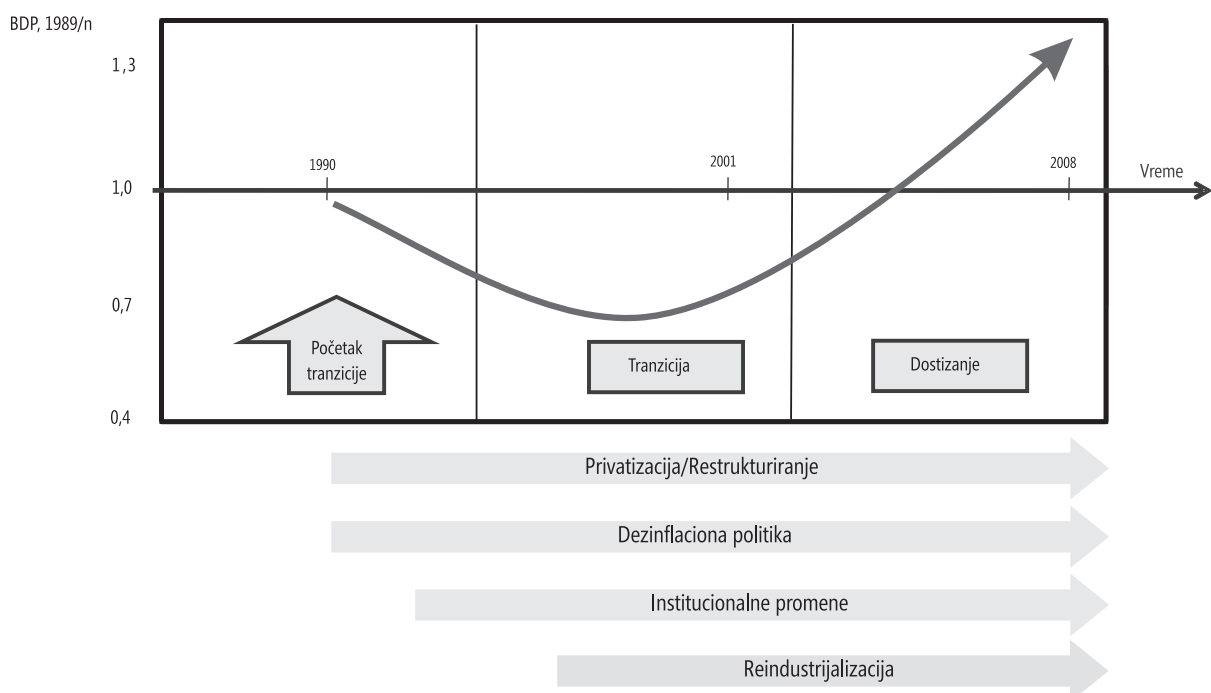 BDP, 1989/n
1,3
1990
2001
2008
Vreme
1,0
0,7
Početak
tranzicije
Tranzicija
Dostizanje
0,4
Privatizacija/Restrukturiranje
Dezinflaciona politika
Institucionalne promene
Reindustrijalizacija